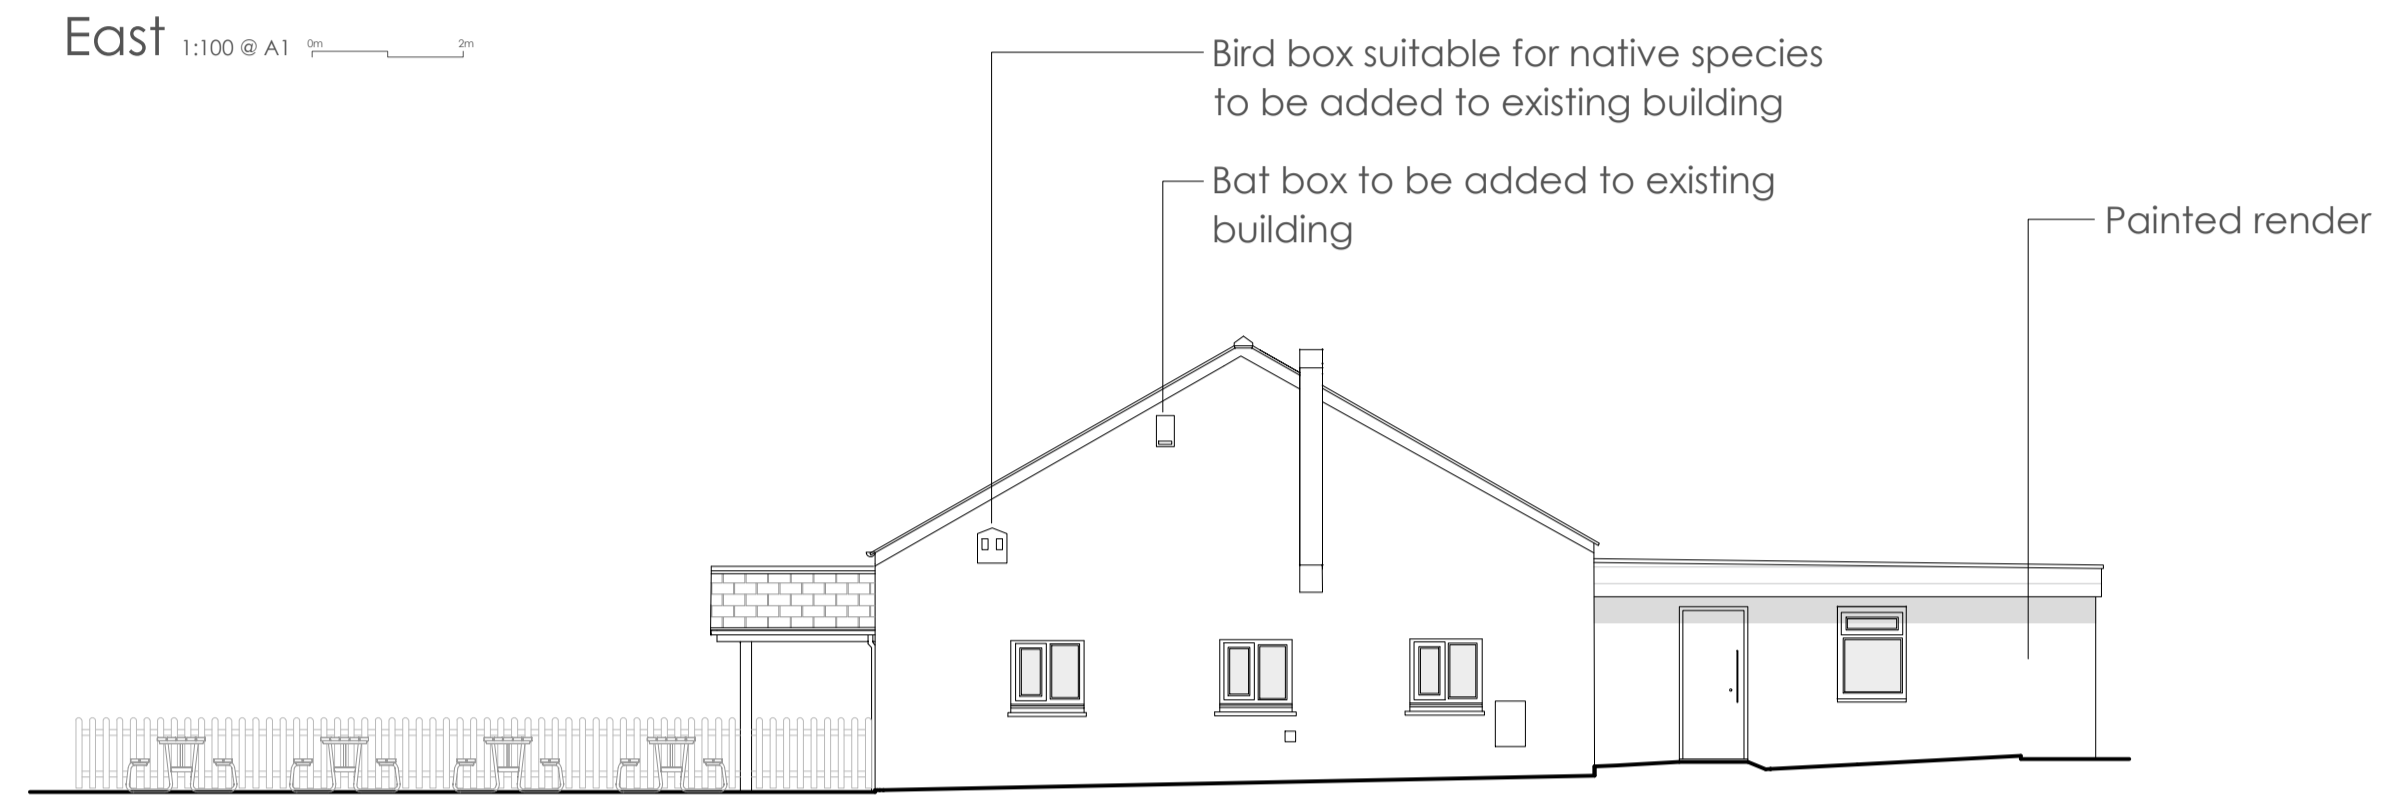 East 1:100 @ A1 0m 2m
Bird box suitable for native species
to be added to existing building
Bat box to be added to existing
building
Painted render